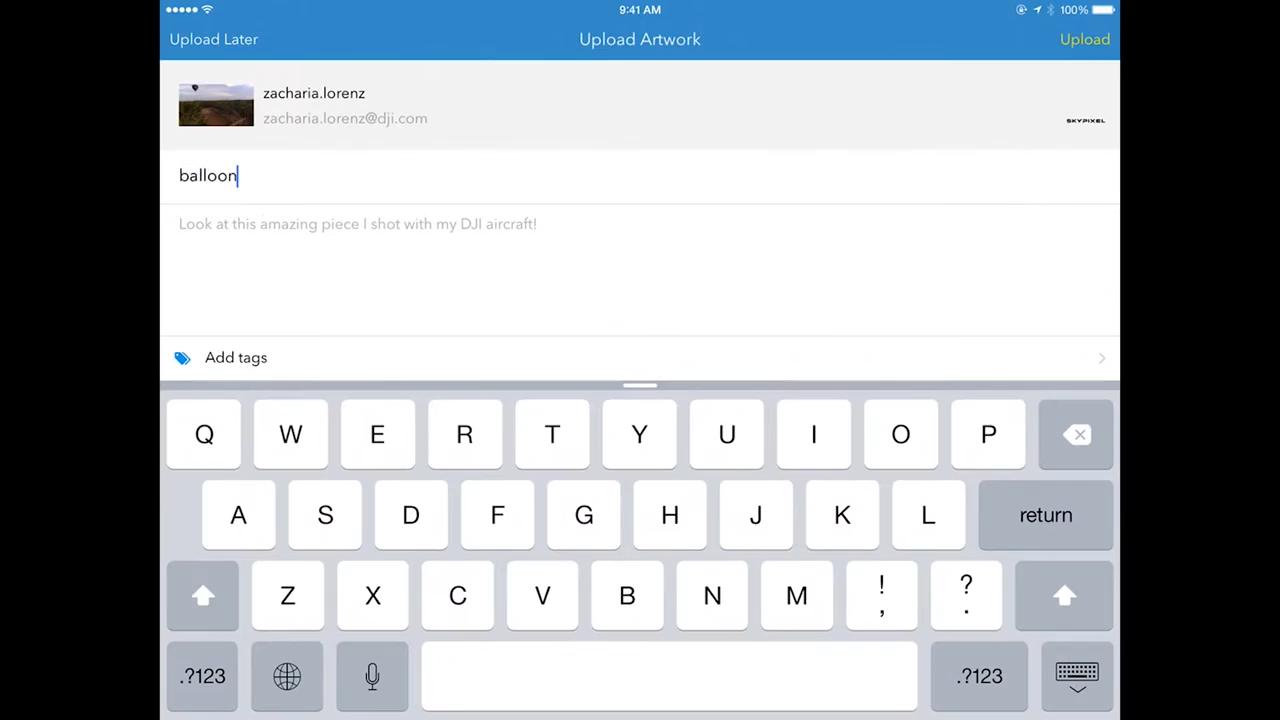 9:41 AM
100%
Upload Later
Upload Artwork
Upload
zacharia.lorenz
zacharia.lorenz@dji.com
SKYPIXEL
balloon
Look at this amazing piece I shot with my DJI aircraft!
Add tags
Q W E R T Y U I O P
A S D F G H J K L return
Z X C V B N M ! , ? .
.?123 .?123